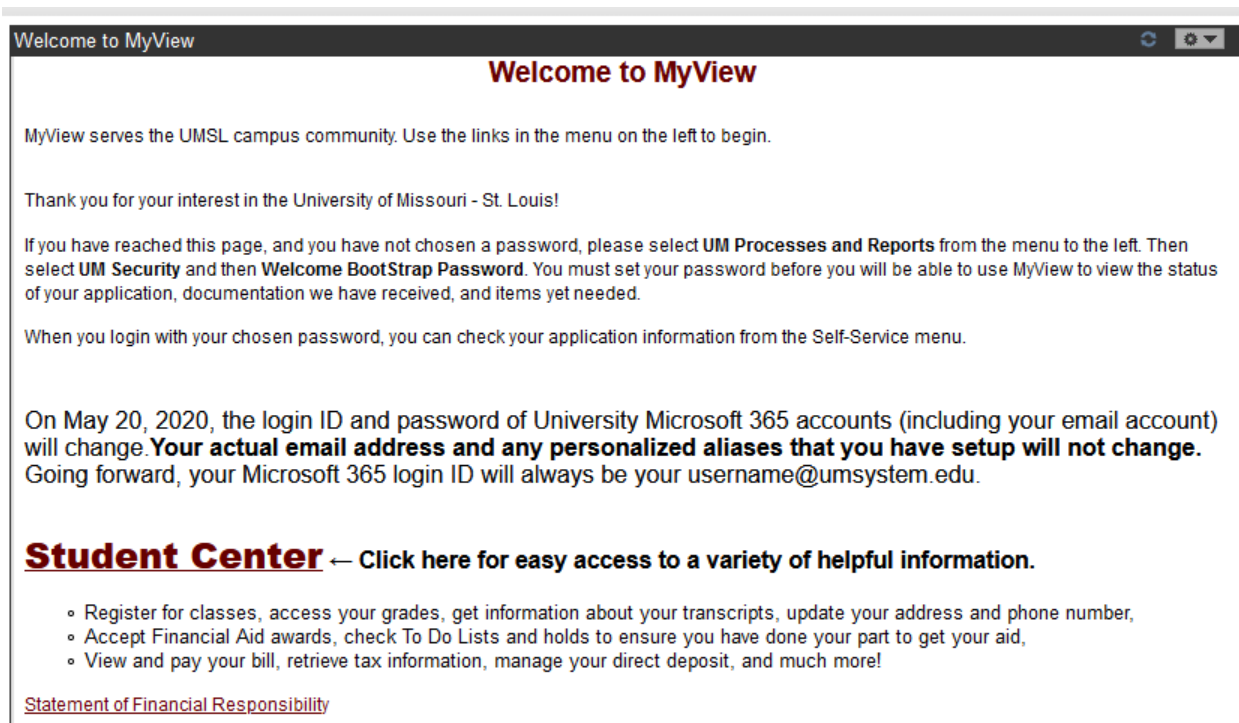 Welcome to MyView
Welcome to MyView
MyView serves the UMSL campus community. Use the links in the menu on the left to begin.
Thank you for your interest in the University of Missouri - St. Louis!
If you have reached this page, and you have not chosen a password, please select UM Processes and Reports from the menu to the left. Then
select UM Security and then Welcome BootStrap Password. You must set your password before you will be able to use MyView to view the status
of your application, documentation we have received, and items yet needed.
When you login with your chosen password, you can check your application information from the Self-Service menu.
On May 20, 2020, the login ID and password of University Microsoft 365 accounts (including your email account)
will change.Your actual email address and any personalized aliases that you have setup will not change.
Going forward, your Microsoft 365 login ID will always be your username@umsystem.edu.
Student Center ← Click here for easy access to a variety of helpful information.
∘ Register for classes, access your grades, get information about your transcripts, update your address and phone number,
∘ Accept Financial Aid awards, check To Do Lists and holds to ensure you have done your part to get your aid,
∘ View and pay your bill, retrieve tax information, manage your direct deposit, and much more!
Statement of Financial Responsibility